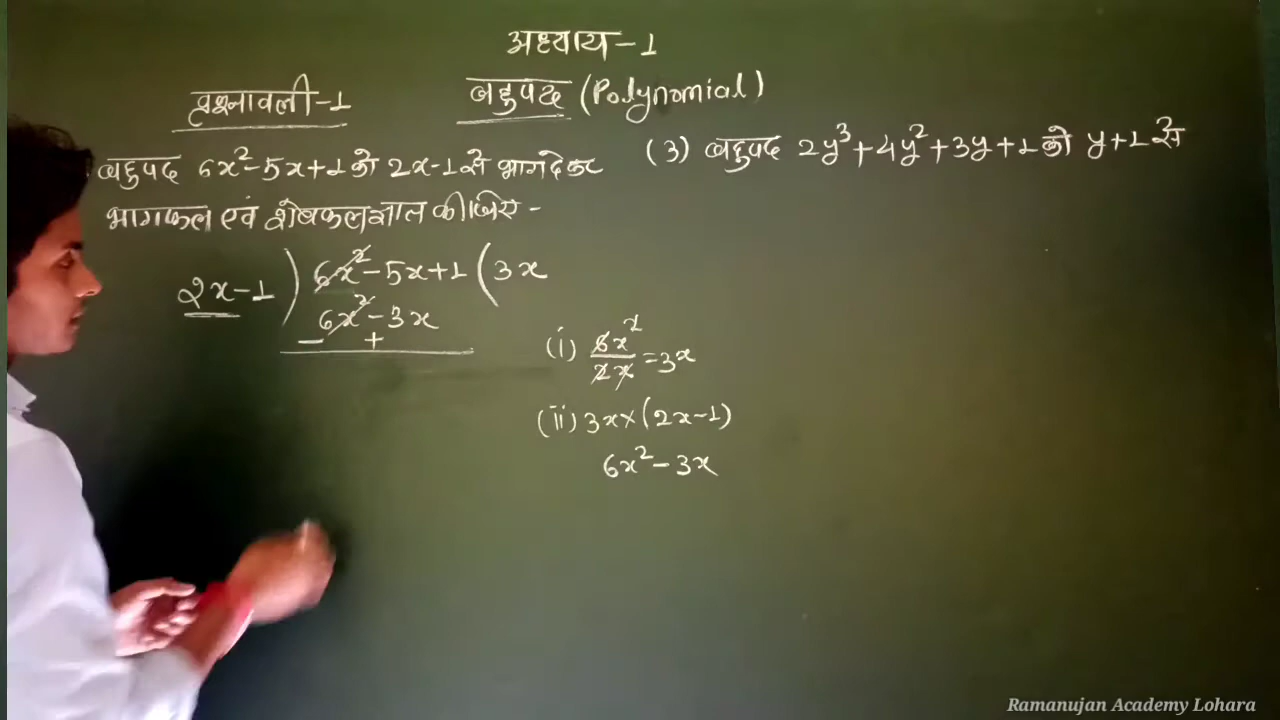 अध्याय-1
प्रश्नावली-1
बहुपद (Polynomial)
बहुपद 6x²-5x+1 को 2x-1 से भाग देकर
भागफल एवं शेषफल ज्ञात कीजिए -
2x-1 ) 6x²-5x+1 ( 3x
6x²-3x
- +
(i) 6x²/2x = 3x
(ii) 3x×(2x-1)
6x²-3x
(3) बहुपद 2y³+4y²+3y+1 को y+1 से
Ramanujan Academy Lohara